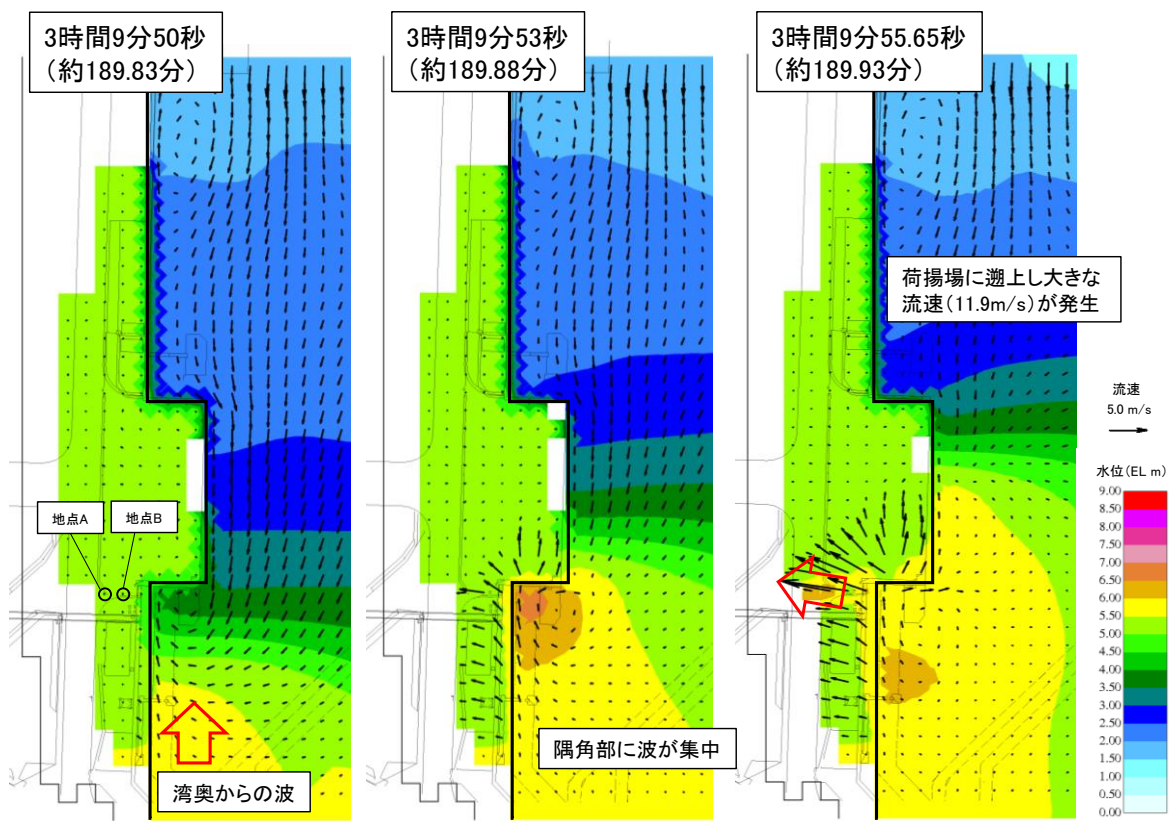 3時間9分50秒
（約189.83分）
3時間9分53秒
（約189.88分）
3時間9分55.65秒
（約189.93分）
荷揚場に遡上し大きな
流速（11.9m/s）が発生
地点A
地点B
湾奥からの波
隅角部に波が集中
流速
5.0 m/s
水位（EL m）
9.00
8.50
8.00
7.50
7.00
6.50
6.00
5.50
5.00
4.50
4.00
3.50
3.00
2.50
2.00
1.50
1.00
0.50
0.00